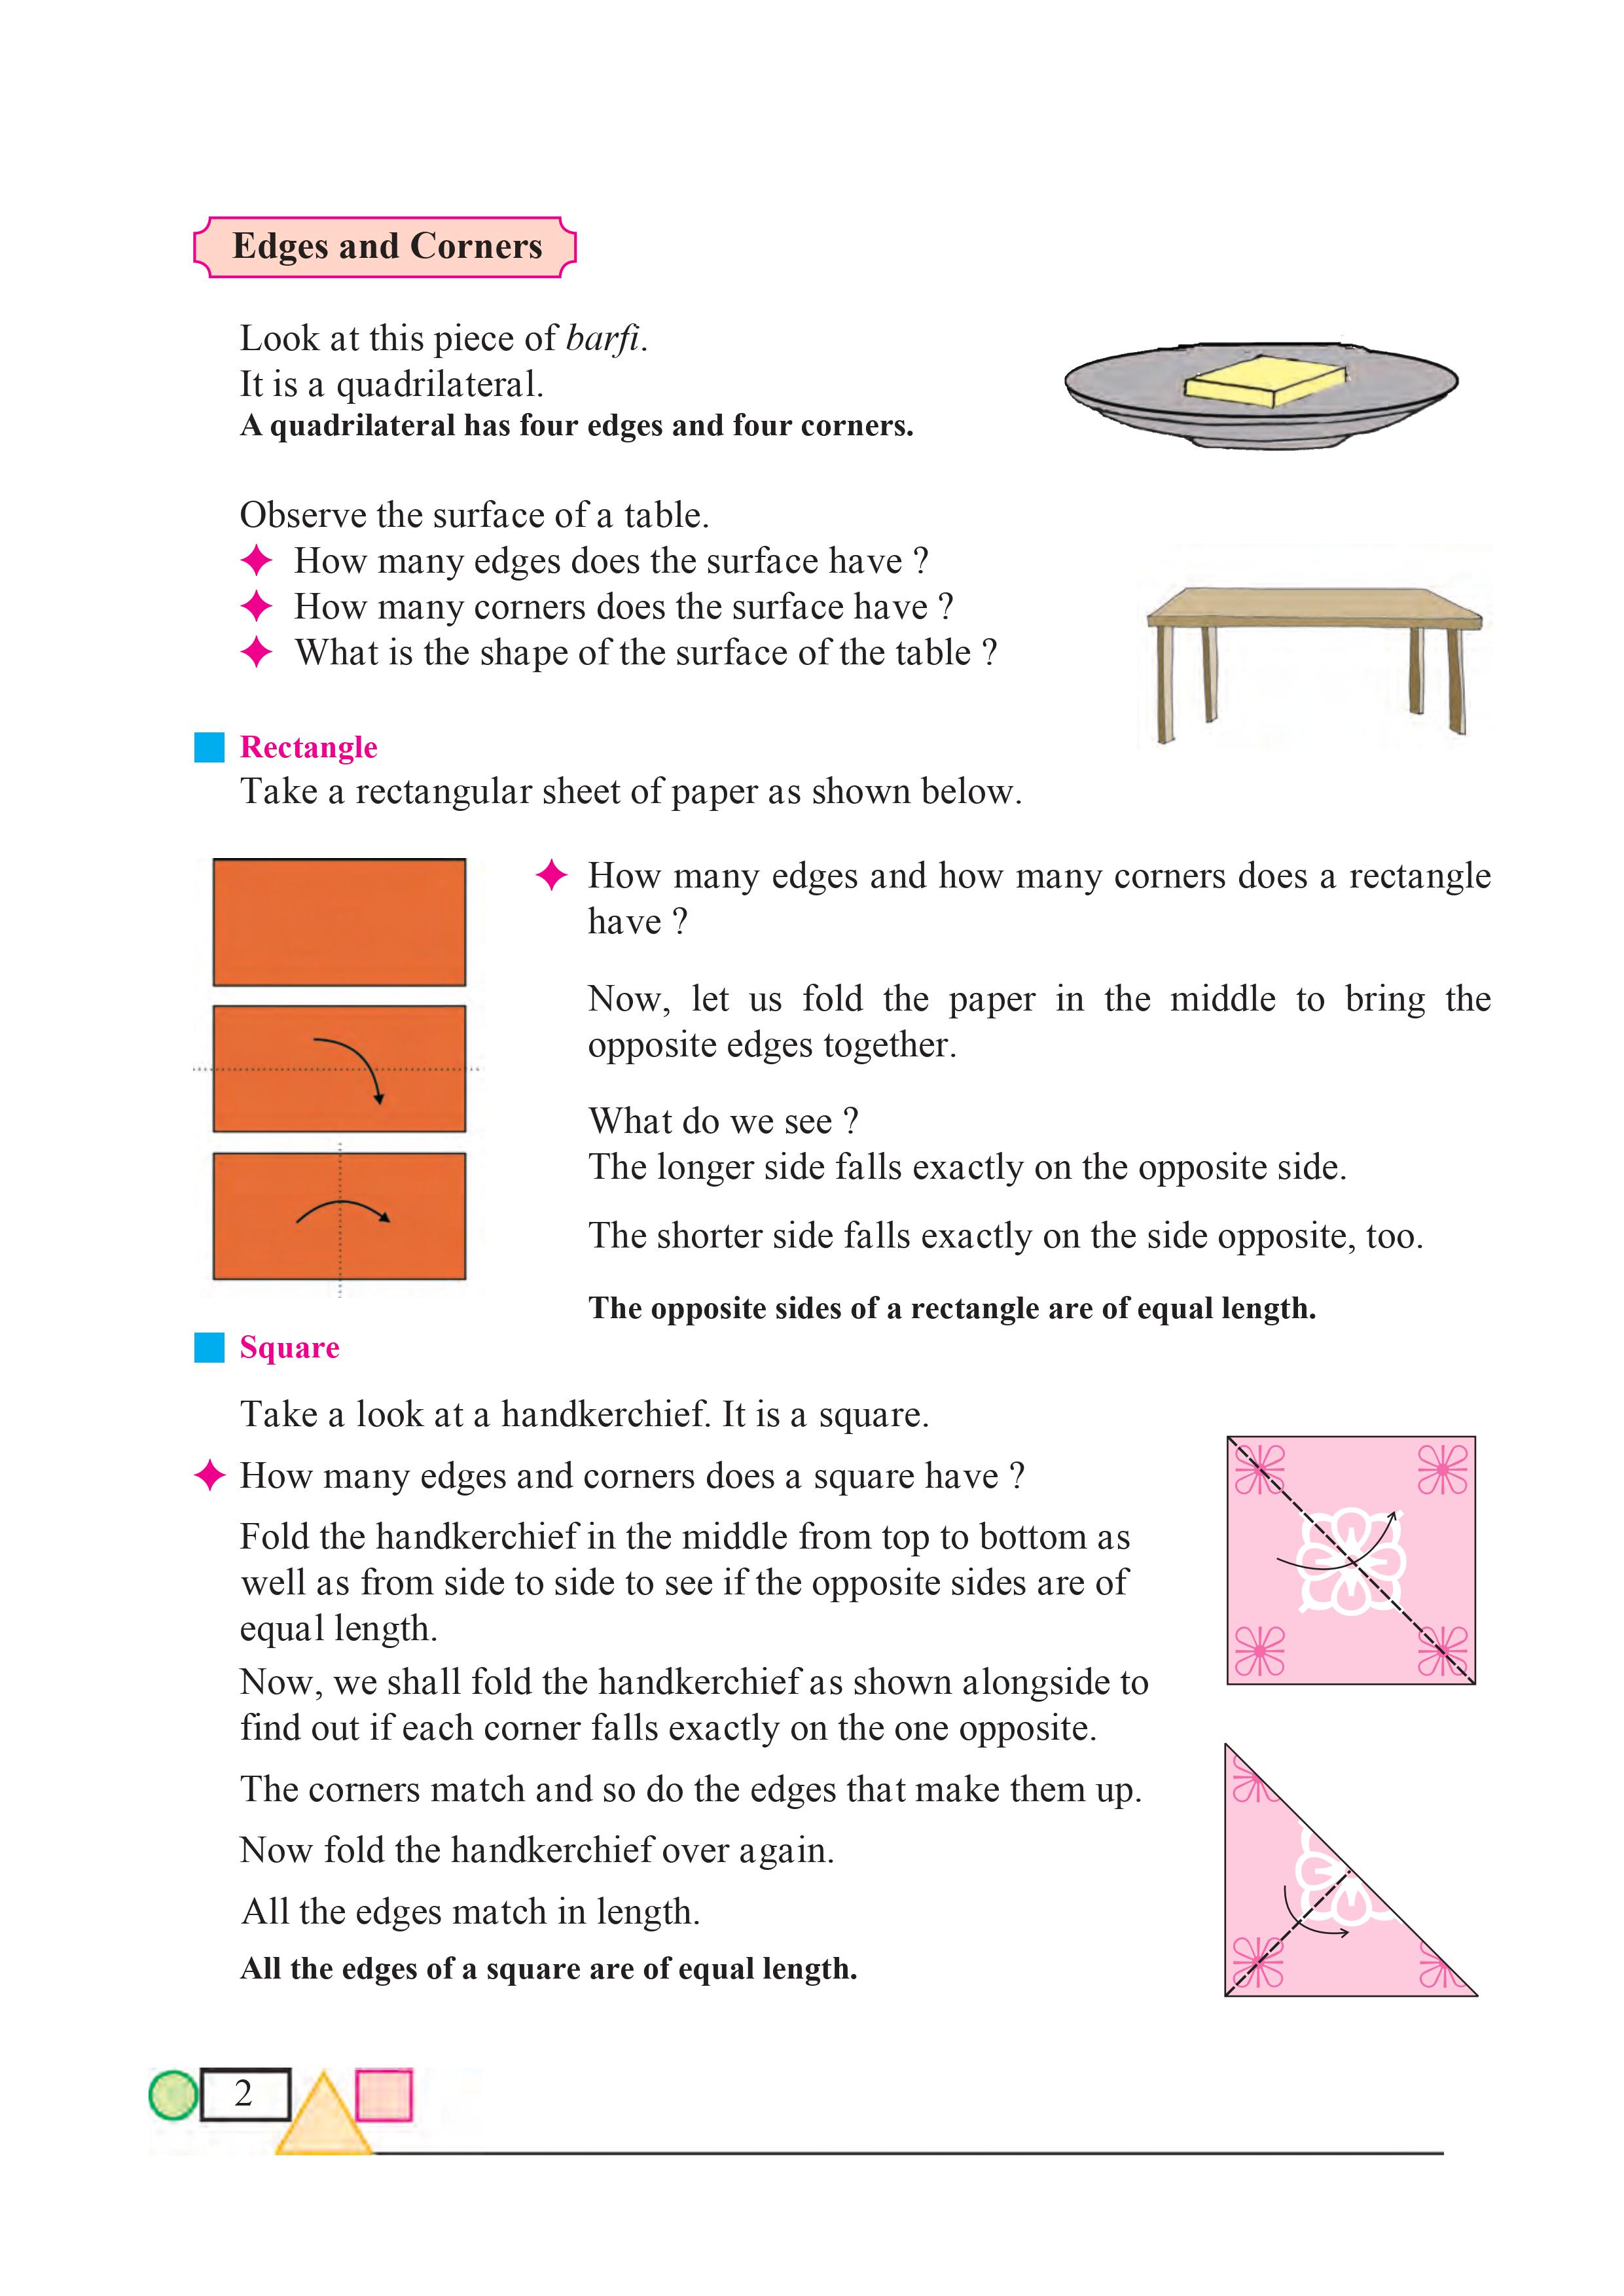 Edges and Corners
Look at this piece of barfi.
It is a quadrilateral.
A quadrilateral has four edges and four corners.
Observe the surface of a table.
How many edges does the surface have ?
How many corners does the surface have ?
What is the shape of the surface of the table ?
Rectangle
Take a rectangular sheet of paper as shown below.
How many edges and how many corners does a rectangle
have ?
Now, let us fold the paper in the middle to bring the
opposite edges together.
What do we see ?
The longer side falls exactly on the opposite side.
The shorter side falls exactly on the side opposite, too.
The opposite sides of a rectangle are of equal length.
Square
Take a look at a handkerchief. It is a square.
How many edges and corners does a square have ?
Fold the handkerchief in the middle from top to bottom as
well as from side to side to see if the opposite sides are of
equal length.
Now, we shall fold the handkerchief as shown alongside to
find out if each corner falls exactly on the one opposite.
The corners match and so do the edges that make them up.
Now fold the handkerchief over again.
All the edges match in length.
All the edges of a square are of equal length.
2